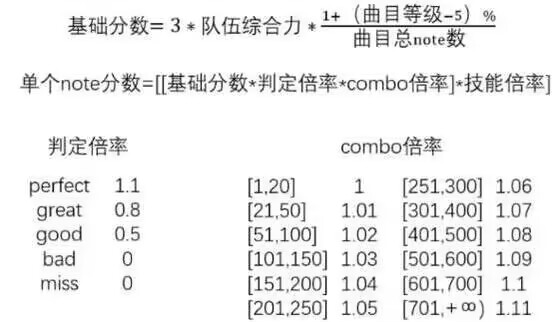 基础分数=3*队伍综合力*1+（曲目等级-5）%/曲目总note数
单个note分数=[[基础分数*判定倍率*combo倍率]*技能倍率]
判定倍率 combo倍率
perfect 1.1 [1,20] 1 [251,300] 1.06
great 0.8 [21,50] 1.01 [301,400] 1.07
good 0.5 [51,100] 1.02 [401,500] 1.08
bad 0 [101,150] 1.03 [501,600] 1.09
miss 0 [151,200] 1.04 [601,700] 1.1
[201,250] 1.05 [701,+∞) 1.11